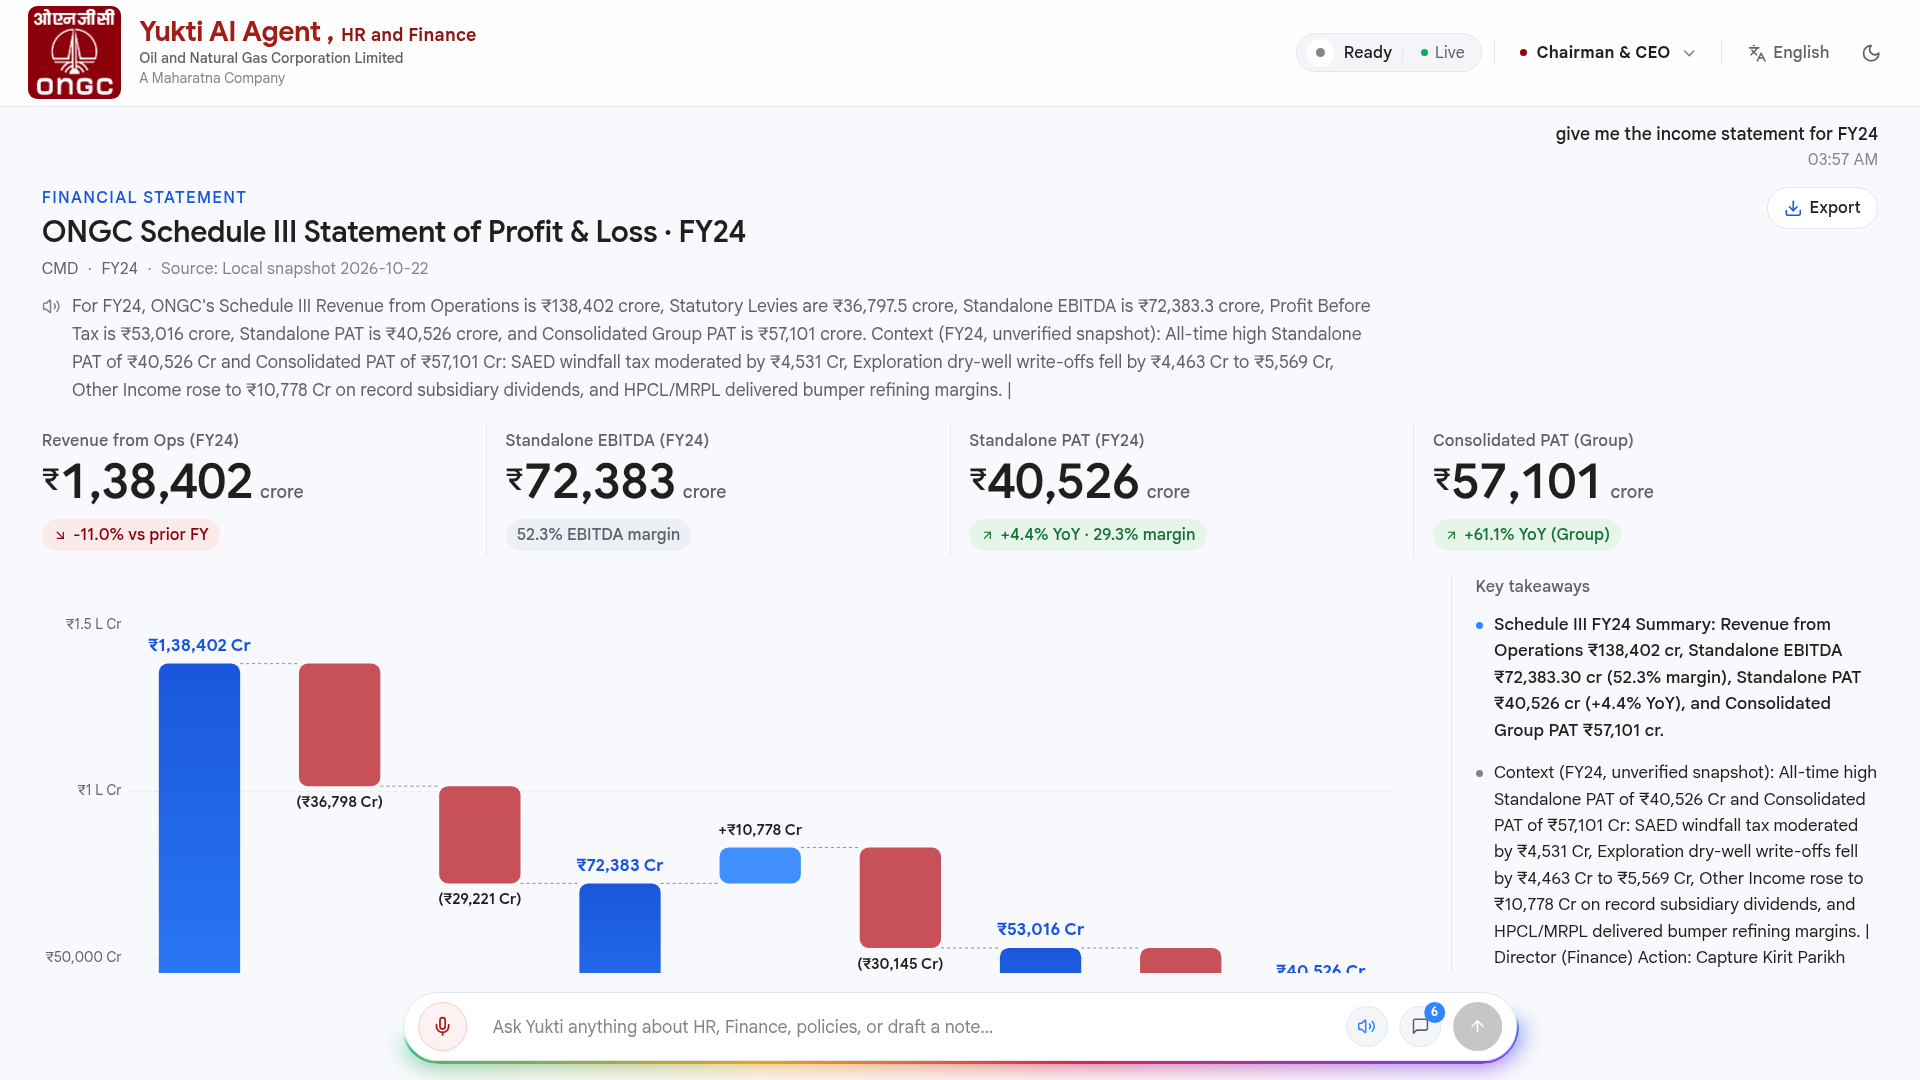 ओएनजीसी
ongc
Yukti AI Agent , HR and Finance
Oil and Natural Gas Corporation Limited
A Maharatna Company
Ready
Live
Chairman & CEO
English
give me the income statement for FY24
03:57 AM
FINANCIAL STATEMENT
Export
ONGC Schedule III Statement of Profit & Loss · FY24
CMD · FY24 · Source: Local snapshot 2026-10-22
For FY24, ONGC's Schedule III Revenue from Operations is ₹138,402 crore, Statutory Levies are ₹36,797.5 crore, Standalone EBITDA is ₹72,383.3 crore, Profit Before
Tax is ₹53,016 crore, Standalone PAT is ₹40,526 crore, and Consolidated Group PAT is ₹57,101 crore. Context (FY24, unverified snapshot): All-time high Standalone
PAT of ₹40,526 Cr and Consolidated PAT of ₹57,101 Cr: SAED windfall tax moderated by ₹4,531 Cr, Exploration dry-well write-offs fell by ₹4,463 Cr to ₹5,569 Cr,
Other Income rose to ₹10,778 Cr on record subsidiary dividends, and HPCL/MRPL delivered bumper refining margins. |
Revenue from Ops (FY24)
₹1,38,402 crore
-11.0% vs prior FY
Standalone EBITDA (FY24)
₹72,383 crore
52.3% EBITDA margin
Standalone PAT (FY24)
₹40,526 crore
+4.4% YoY · 29.3% margin
Consolidated PAT (Group)
₹57,101 crore
+61.1% YoY (Group)
₹1.5 L Cr
₹1 L Cr
₹50,000 Cr
₹1,38,402 Cr
(₹36,798 Cr)
(₹29,221 Cr)
₹72,383 Cr
+₹10,778 Cr
(₹30,145 Cr)
₹53,016 Cr
₹40,526 Cr
Key takeaways
Schedule III FY24 Summary: Revenue from
Operations ₹138,402 cr, Standalone EBITDA
₹72,383.30 cr (52.3% margin), Standalone PAT
₹40,526 cr (+4.4% YoY), and Consolidated
Group PAT ₹57,101 cr.
Context (FY24, unverified snapshot): All-time high
Standalone PAT of ₹40,526 Cr and Consolidated
PAT of ₹57,101 Cr: SAED windfall tax moderated
by ₹4,531 Cr, Exploration dry-well write-offs fell
by ₹4,463 Cr to ₹5,569 Cr, Other Income rose to
₹10,778 Cr on record subsidiary dividends, and
HPCL/MRPL delivered bumper refining margins. |
Director (Finance) Action: Capture Kirit Parikh
Ask Yukti anything about HR, Finance, policies, or draft a note...
6